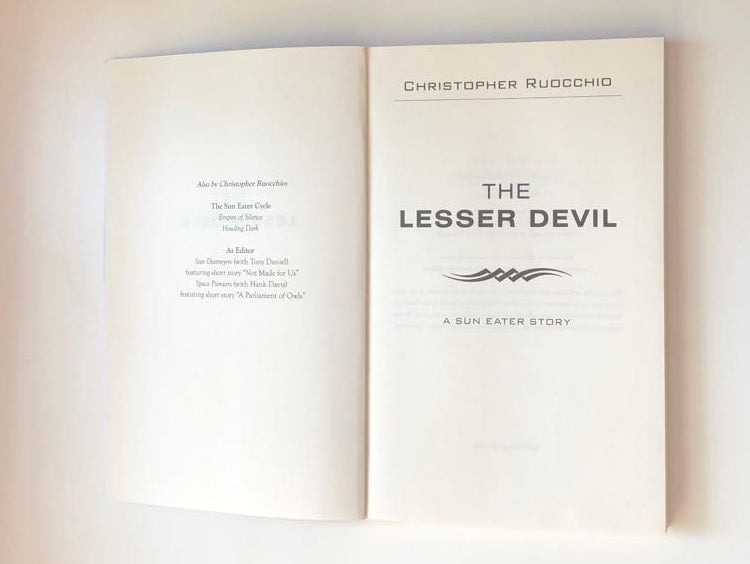 Also by Christopher Ruocchio
The Sun Eater Cycle
Empire of Silence
Howling Dark
As Editor
Star Destroyers (with Tony Daniel)
featuring short story "Not Made for Us"
Space Pioneers (with Hank Davis)
featuring short story "A Parliament of Owls"
CHRISTOPHER RUOCCHIO
THE
LESSER DEVIL
A SUN EATER STORY